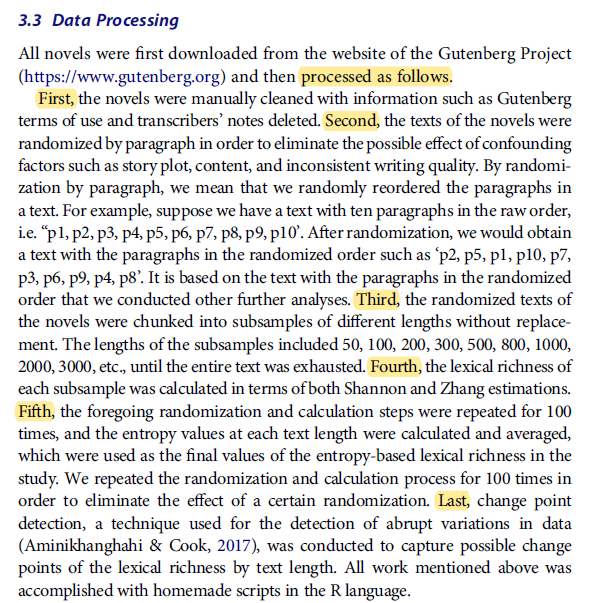 3.3 Data Processing
All novels were first downloaded from the website of the Gutenberg Project
(https://www.gutenberg.org) and then processed as follows.
First, the novels were manually cleaned with information such as Gutenberg
terms of use and transcribers’ notes deleted. Second, the texts of the novels were
randomized by paragraph in order to eliminate the possible effect of confounding
factors such as story plot, content, and inconsistent writing quality. By randomi-
zation by paragraph, we mean that we randomly reordered the paragraphs in
a text. For example, suppose we have a text with ten paragraphs in the raw order,
i.e. “p1, p2, p3, p4, p5, p6, p7, p8, p9, p10’. After randomization, we would obtain
a text with the paragraphs in the randomized order such as ‘p2, p5, p1, p10, p7,
p3, p6, p9, p4, p8’. It is based on the text with the paragraphs in the randomized
order that we conducted other further analyses. Third, the randomized texts of
the novels were chunked into subsamples of different lengths without replace-
ment. The lengths of the subsamples included 50, 100, 200, 300, 500, 800, 1000,
2000, 3000, etc., until the entire text was exhausted. Fourth, the lexical richness of
each subsample was calculated in terms of both Shannon and Zhang estimations.
Fifth, the foregoing randomization and calculation steps were repeated for 100
times, and the entropy values at each text length were calculated and averaged,
which were used as the final values of the entropy-based lexical richness in the
study. We repeated the randomization and calculation process for 100 times in
order to eliminate the effect of a certain randomization. Last, change point
detection, a technique used for the detection of abrupt variations in data
(Aminikhanghahi & Cook, 2017), was conducted to capture possible change
points of the lexical richness by text length. All work mentioned above was
accomplished with homemade scripts in the R language.